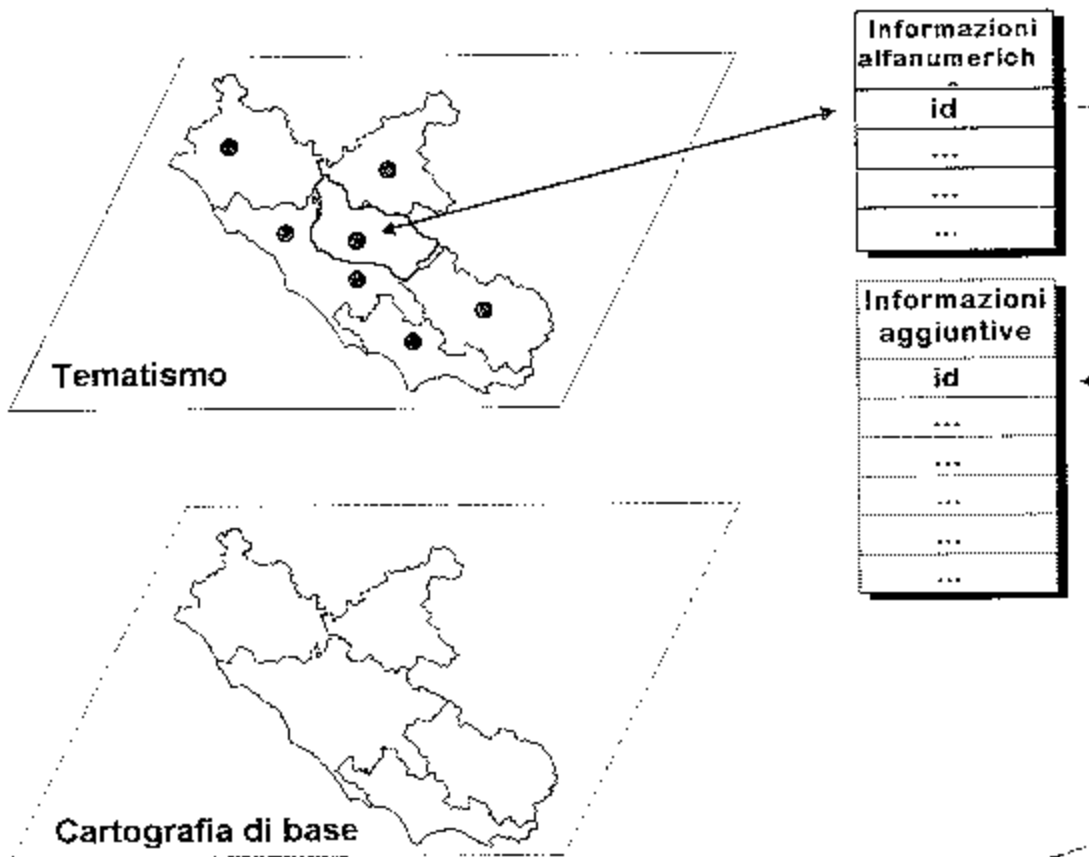 Informazioni
alfanumerich
id
...
...
...
Informazioni
aggiuntive
id
...
...
...
...
...
Tematismo
Cartografia di base